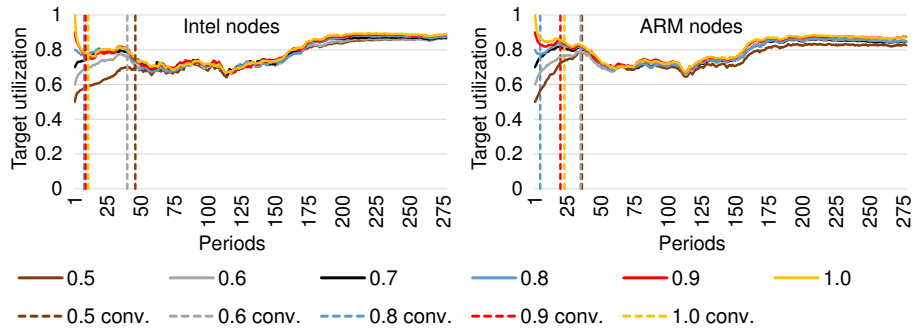 Intel nodes
Target utilization
1
0.8
0.6
0.4
0.2
0
1 25 50 75 100 125 150 175 200 225 250 275
Periods
ARM nodes
Target utilization
1
0.8
0.6
0.4
0.2
0
1 25 50 75 100 125 150 175 200 225 250 275
Periods
0.5 0.6 0.7 0.8 0.9 1.0
0.5 conv. 0.6 conv. 0.8 conv. 0.9 conv. 1.0 conv.